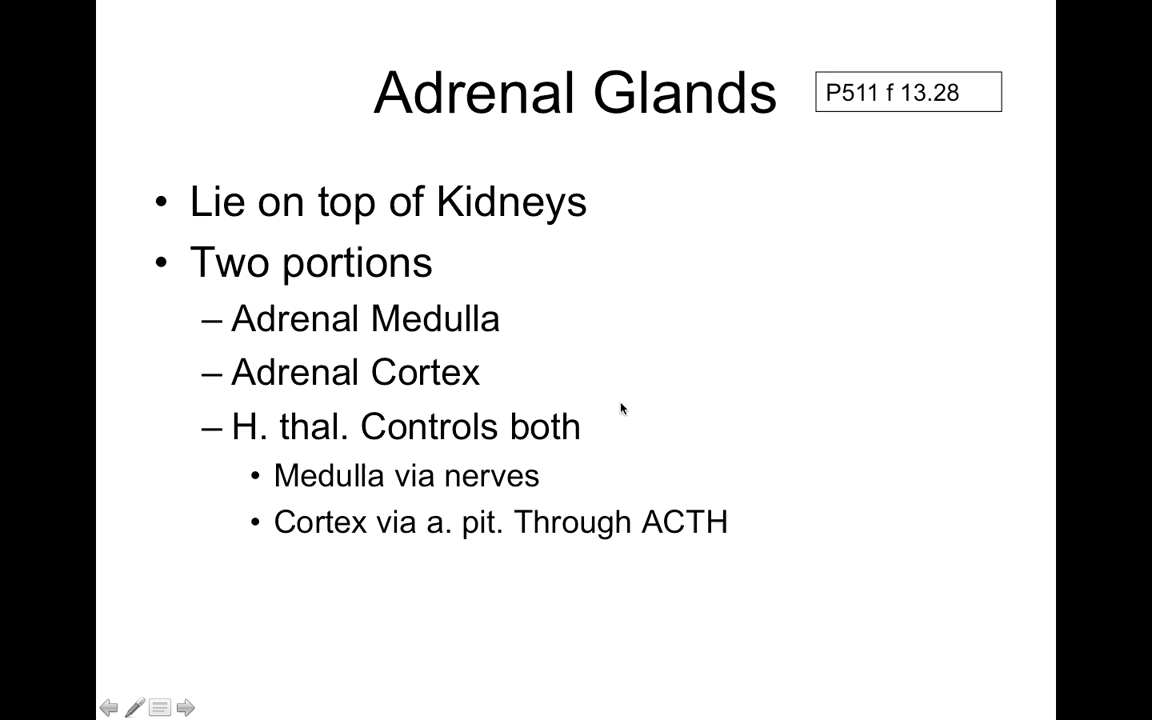 Adrenal Glands
P511 f 13.28
• Lie on top of Kidneys
• Two portions
– Adrenal Medulla
– Adrenal Cortex
– H. thal. Controls both
• Medulla via nerves
• Cortex via a. pit. Through ACTH